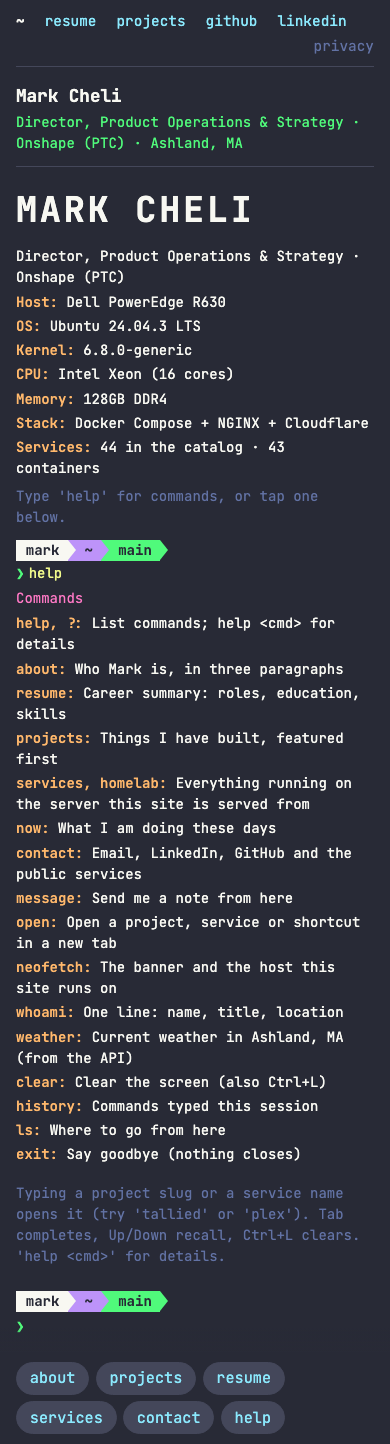 ~ resume projects github linkedin
privacy
Mark Cheli
Director, Product Operations & Strategy ·
Onshape (PTC) · Ashland, MA
MARK CHELI
Director, Product Operations & Strategy ·
Onshape (PTC)
Host: Dell PowerEdge R630
OS: Ubuntu 24.04.3 LTS
Kernel: 6.8.0-generic
CPU: Intel Xeon (16 cores)
Memory: 128GB DDR4
Stack: Docker Compose + NGINX + Cloudflare
Services: 44 in the catalog · 43
containers
Type 'help' for commands, or tap one
below.
mark ~ main
❯ help
Commands
help, ?: List commands; help <cmd> for
details
about: Who Mark is, in three paragraphs
resume: Career summary: roles, education,
skills
projects: Things I have built, featured
first
services, homelab: Everything running on
the server this site is served from
now: What I am doing these days
contact: Email, LinkedIn, GitHub and the
public services
message: Send me a note from here
open: Open a project, service or shortcut
in a new tab
neofetch: The banner and the host this
site runs on
whoami: One line: name, title, location
weather: Current weather in Ashland, MA
(from the API)
clear: Clear the screen (also Ctrl+L)
history: Commands typed this session
ls: Where to go from here
exit: Say goodbye (nothing closes)
Typing a project slug or a service name
opens it (try 'tallied' or 'plex'). Tab
completes, Up/Down recall, Ctrl+L clears.
'help <cmd>' for details.
mark ~ main
❯
about projects resume
services contact help